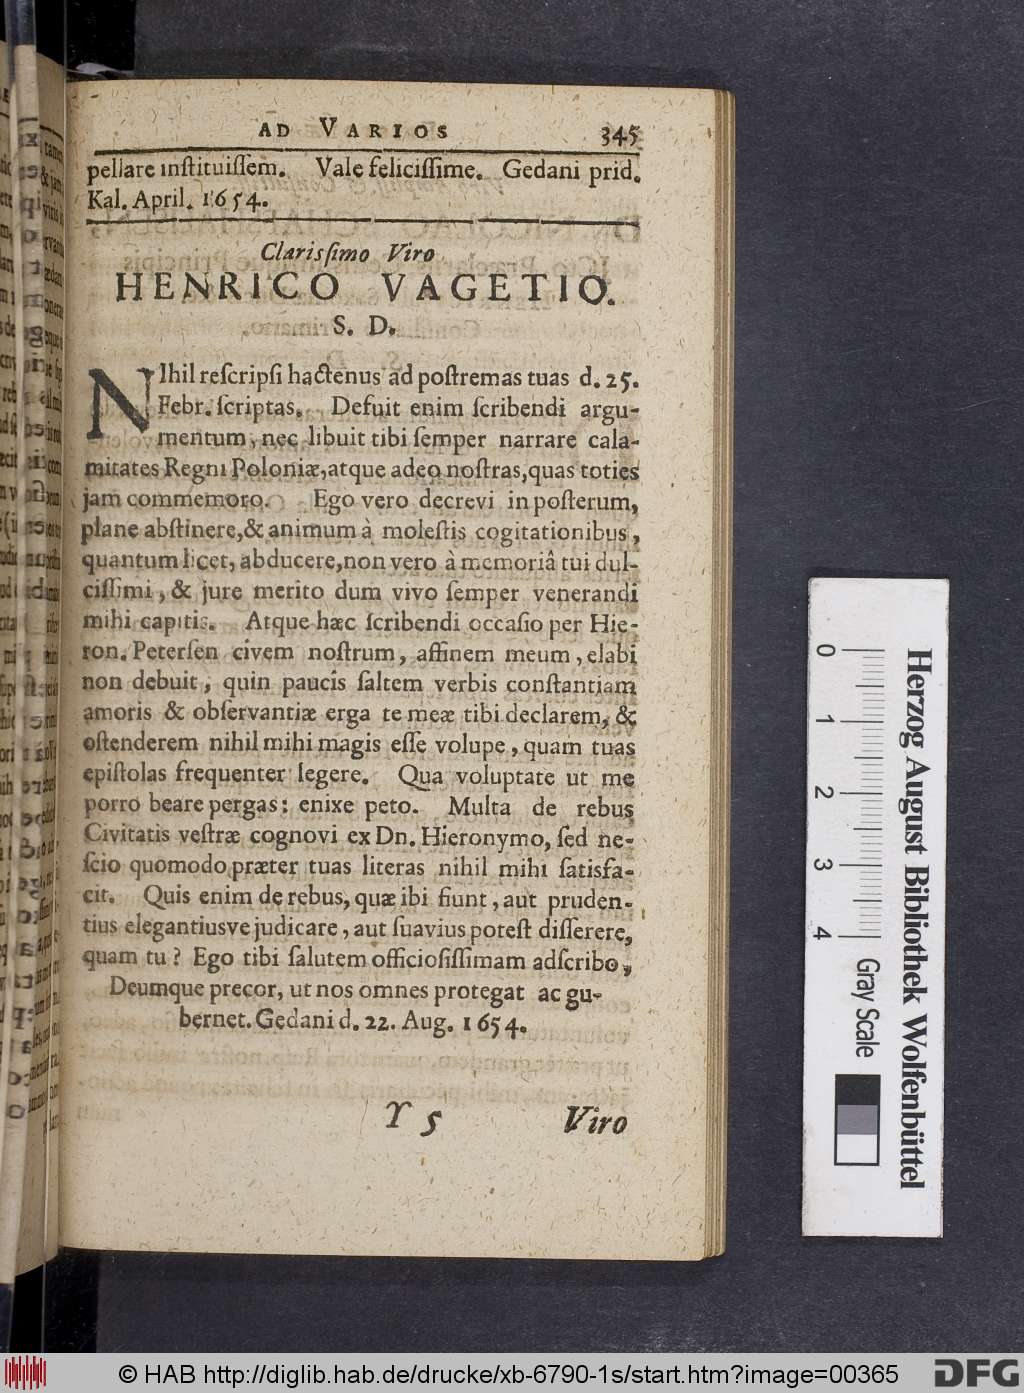 AD VARIOS 345
pellare instituissem. Vale felicissime. Gedani prid.
Kal. April. 1654.
Clarissimo Viro
HENRICO VAGETIO.
S. D.
NIhil rescripsi hactenus ad postremas tuas d. 25.
Febr. scriptas. Defuit enim scribendi argu-
mentum, nec libuit tibi semper narrare cala-
mitates Regni Poloniæ, atque adeo nostras, quas toties
jam commemoro. Ego vero decrevi in posterum,
plane abstinere, & animum à molestis cogitationibus,
quantum licet, abducere, non vero à memoriâ tui dul-
cissimi, & jure merito dum vivo semper venerandi
mihi capitis. Atque hæc scribendi occasio per Hie-
ron. Petersen civem nostrum, affinem meum, elabi
non debuit, quin paucis saltem verbis constantiam
amoris & observantiæ erga te meæ tibi declarem, &
ostenderem nihil mihi magis esse volupe, quam tuas
epistolas frequenter legere. Qua voluptate ut me
porro beare pergas: enixe peto. Multa de rebus
Civitatis vestræ cognovi ex Dn. Hieronymo, sed ne-
scio quomodo præter tuas literas nihil mihi satisfa-
cit. Quis enim de rebus, quæ ibi fiunt, aut pruden-
tius elegantiusve judicare, aut suavius potest disserere,
quam tu? Ego tibi salutem officiosissimam adscribo,
Deumque precor, ut nos omnes protegat ac gu-
bernet. Gedani d. 22. Aug. 1654.
Y 5 Viro
0 1 2 3 4
Gray Scale
Herzog August Bibliothek Wolfenbüttel
© HAB http://diglib.hab.de/drucke/xb-6790-1s/start.htm?image=00365
DFG